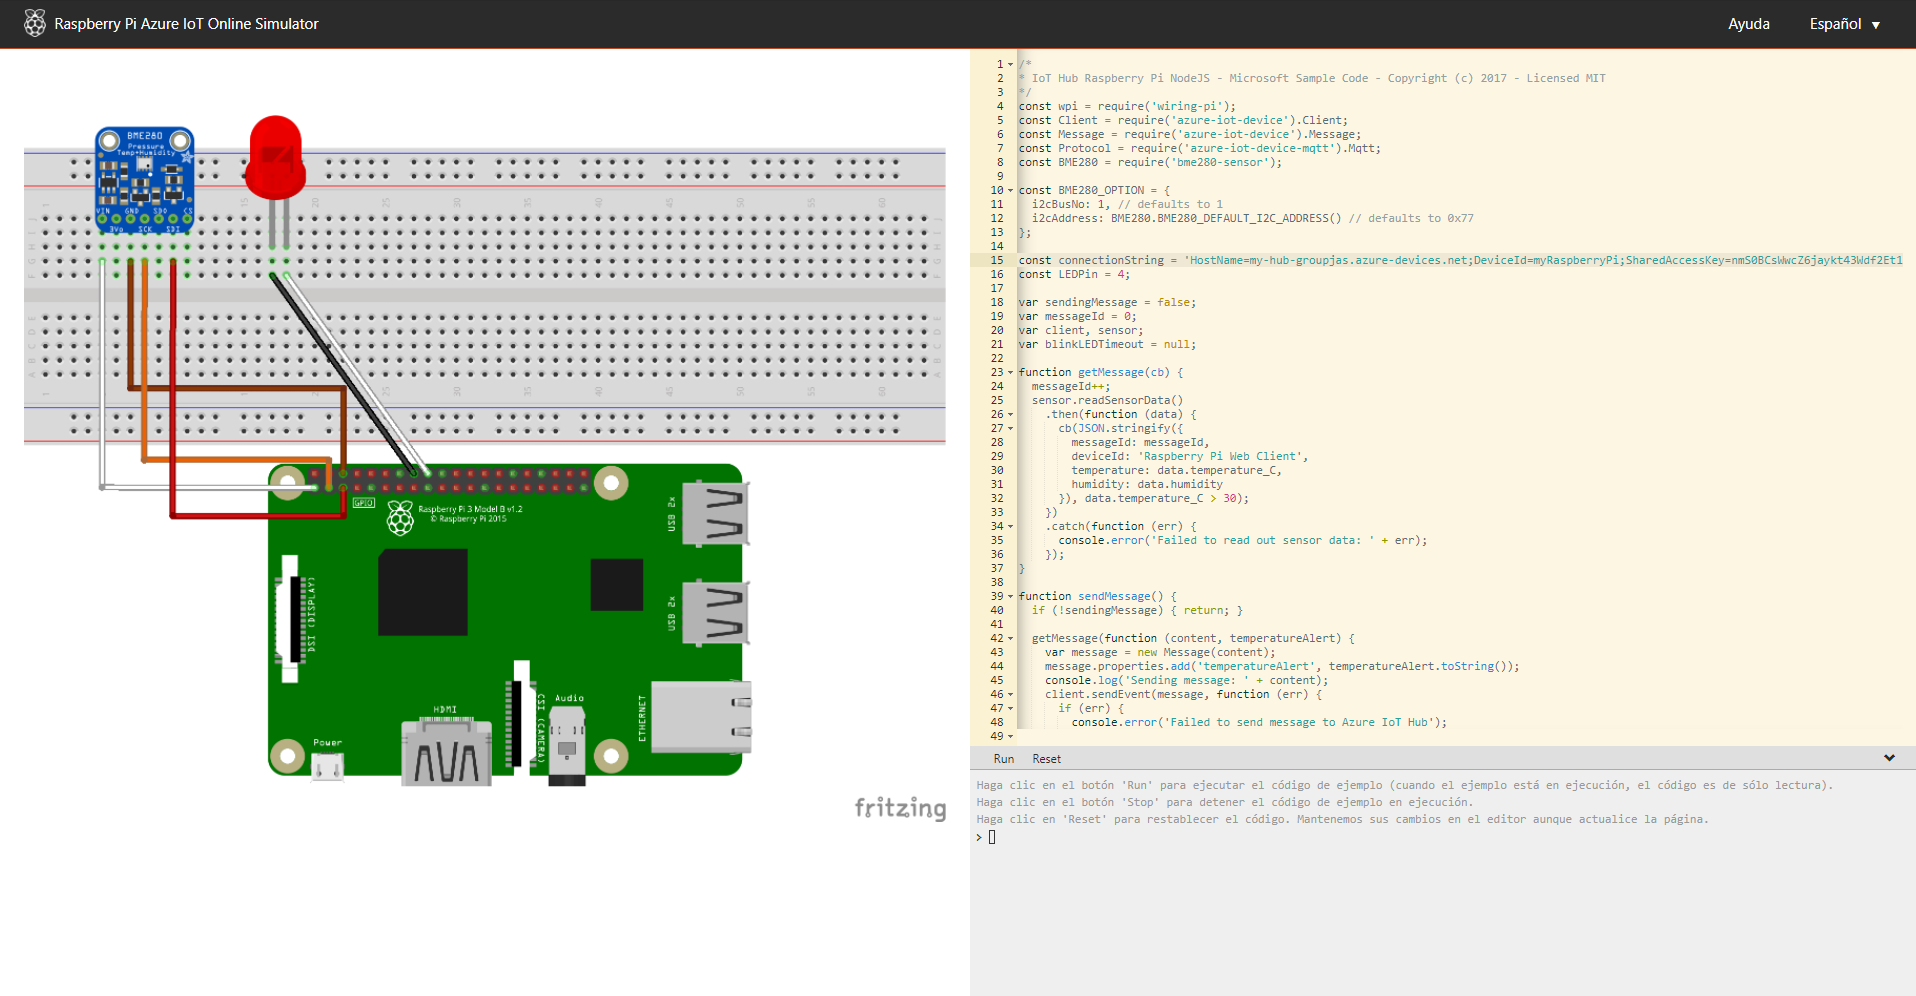 Raspberry Pi Azure IoT Online Simulator
Ayuda
Español
BME280
Pressure
Temp+Humidity
VIN GND SDO CS
3Vo SCK SDI
GPIO
Raspberry Pi 3 Model B v1.2
© Raspberry Pi 2015
USB 2x
USB 2x
DSI (DISPLAY)
CSI (CAMERA)
Audio
ETHERNET
HDMI
Power
fritzing
1 /*
2 * IoT Hub Raspberry Pi NodeJS - Microsoft Sample Code - Copyright (c) 2017 - Licensed MIT
3 */
4 const wpi = require('wiring-pi');
5 const Client = require('azure-iot-device').Client;
6 const Message = require('azure-iot-device').Message;
7 const Protocol = require('azure-iot-device-mqtt').Mqtt;
8 const BME280 = require('bme280-sensor');
9
10 const BME280_OPTION = {
11 i2cBusNo: 1, // defaults to 1
12 i2cAddress: BME280.BME280_DEFAULT_I2C_ADDRESS() // defaults to 0x77
13 };
14
15 const connectionString = 'HostName=my-hub-groupjas.azure-devices.net;DeviceId=myRaspberryPi;SharedAccessKey=nmS0BCsWwcZ6jaykt43Wdf2Et1
16 const LEDPin = 4;
17
18 var sendingMessage = false;
19 var messageId = 0;
20 var client, sensor;
21 var blinkLEDTimeout = null;
22
23 function getMessage(cb) {
24 messageId++;
25 sensor.readSensorData()
26 .then(function (data) {
27 cb(JSON.stringify({
28 messageId: messageId,
29 deviceId: 'Raspberry Pi Web Client',
30 temperature: data.temperature_C,
31 humidity: data.humidity
32 }), data.temperature_C > 30);
33 })
34 .catch(function (err) {
35 console.error('Failed to read out sensor data: ' + err);
36 });
37 }
38
39 function sendMessage() {
40 if (!sendingMessage) { return; }
41
42 getMessage(function (content, temperatureAlert) {
43 var message = new Message(content);
44 message.properties.add('temperatureAlert', temperatureAlert.toString());
45 console.log('Sending message: ' + content);
46 client.sendEvent(message, function (err) {
47 if (err) {
48 console.error('Failed to send message to Azure IoT Hub');
49
Run Reset
Haga clic en el botón 'Run' para ejecutar el código de ejemplo (cuando el ejemplo está en ejecución, el código es de sólo lectura).
Haga clic en el botón 'Stop' para detener el código de ejemplo en ejecución.
Haga clic en 'Reset' para restablecer el código. Mantenemos sus cambios en el editor aunque actualice la página.
>